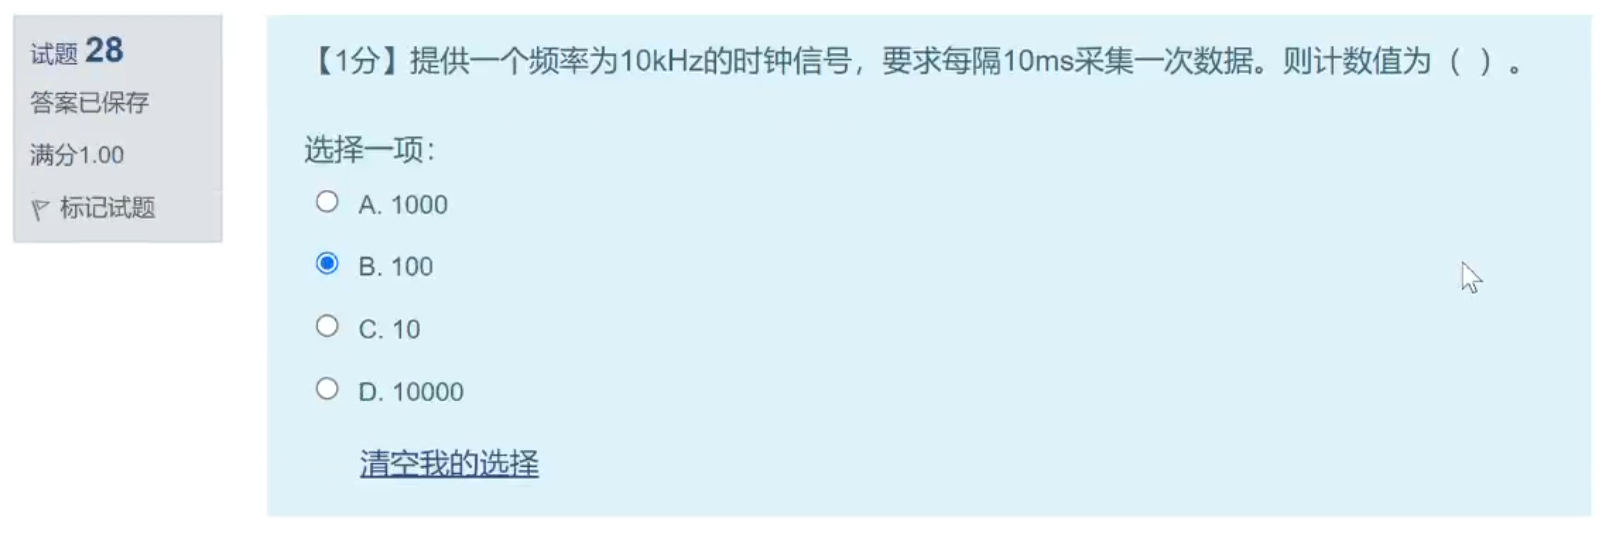 试题 28
答案已保存
满分1.00
标记试题
【1分】提供一个频率为10kHz的时钟信号，要求每隔10ms采集一次数据。则计数值为（ ）。
选择一项：
A. 1000
B. 100
C. 10
D. 10000
清空我的选择